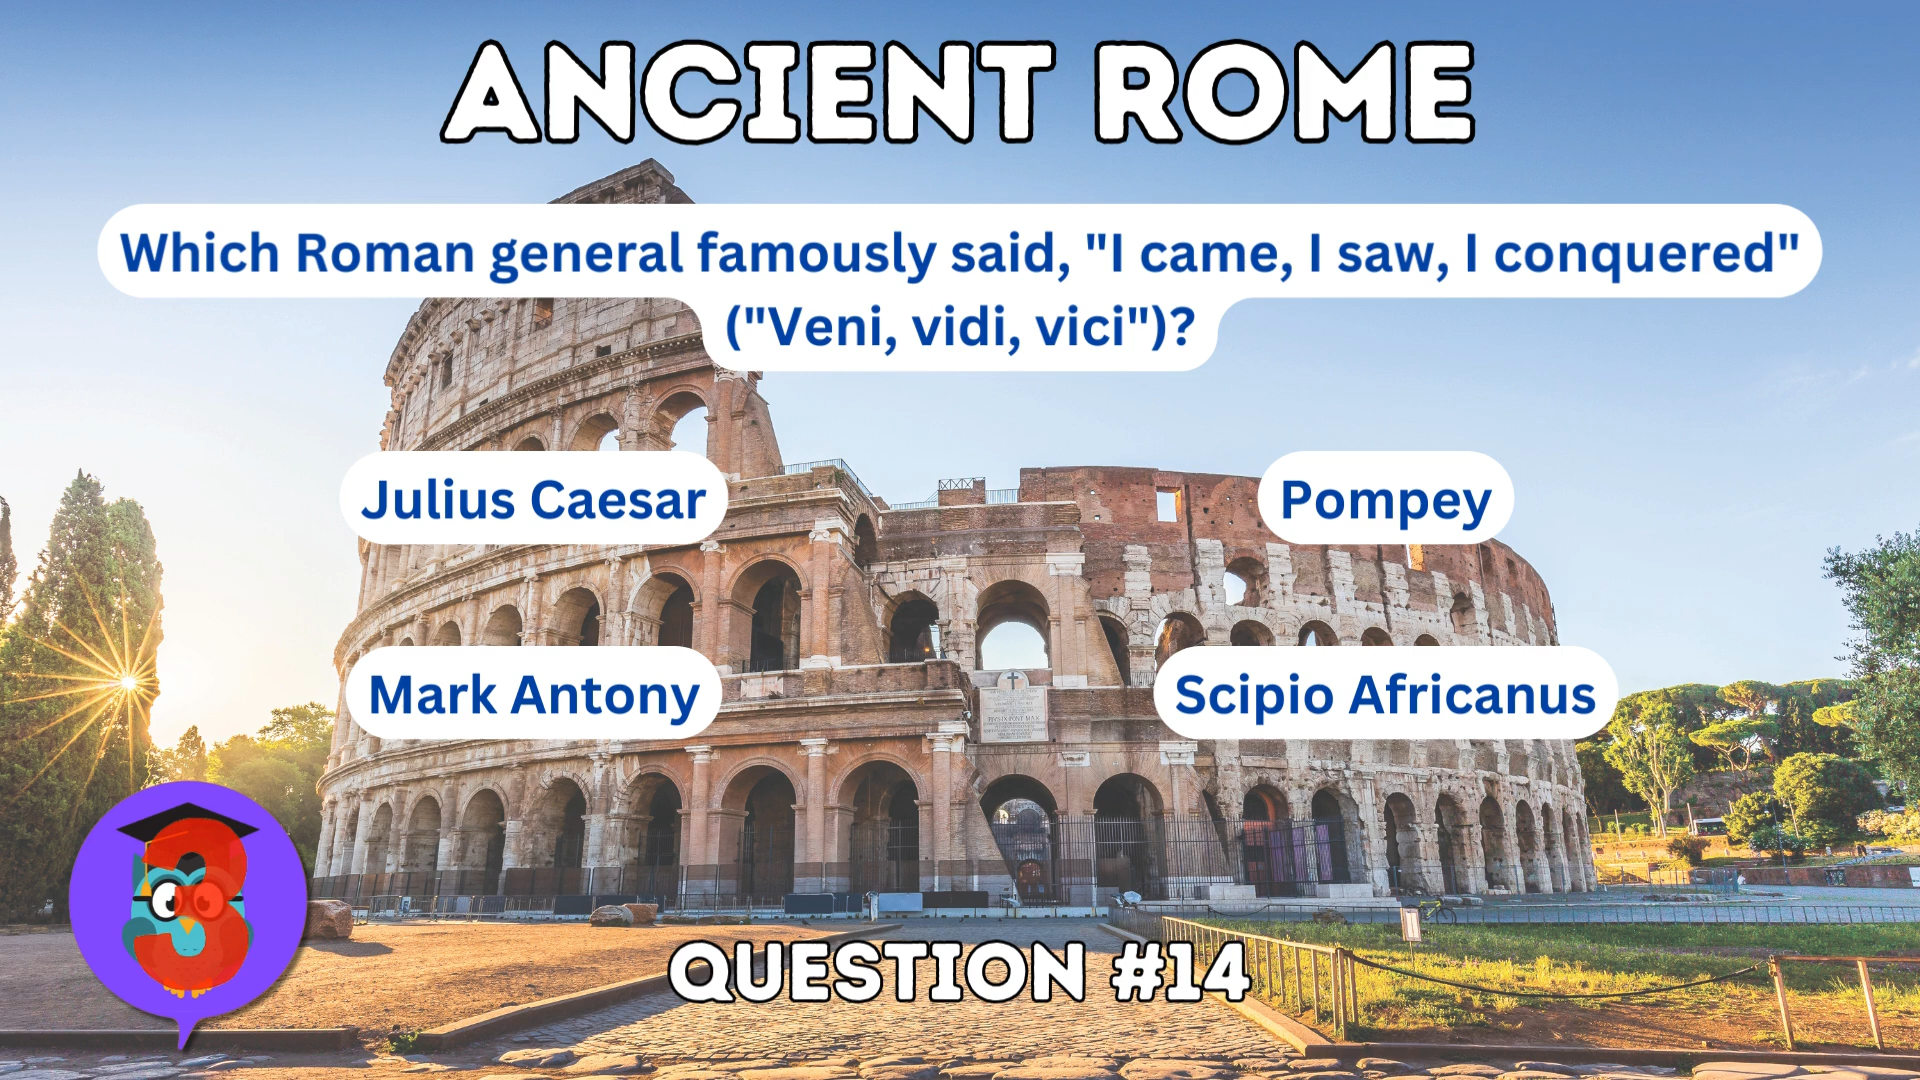 ANCIENT ROME
Which Roman general famously said, "I came, I saw, I conquered"
("Veni, vidi, vici")?
Julius Caesar
Pompey
Mark Antony
Scipio Africanus
3
QUESTION #14